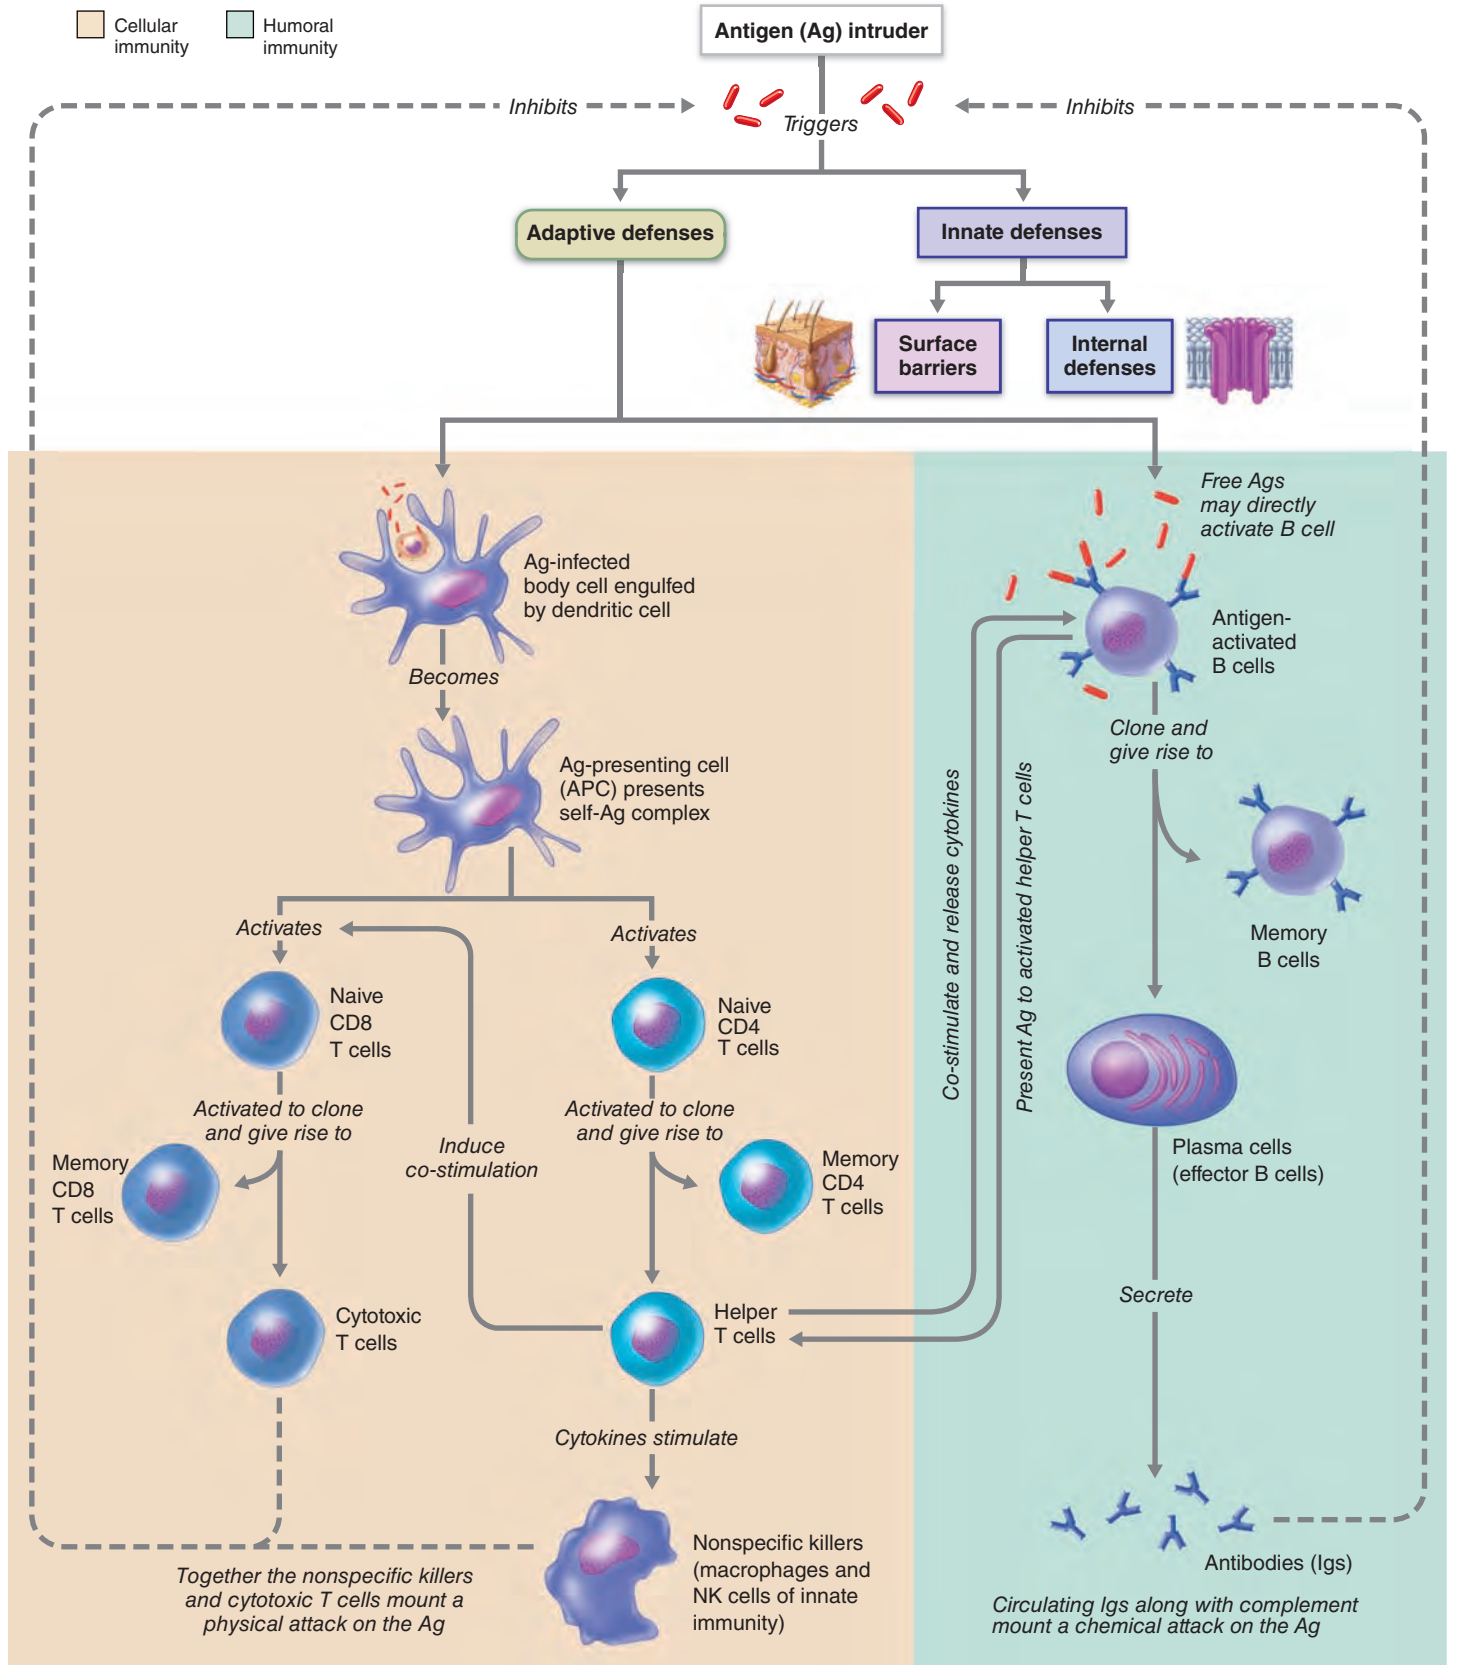 Cellular
immunity
Humoral
immunity
Antigen (Ag) intruder
Inhibits
Triggers
Inhibits
Adaptive defenses
Innate defenses
Surface
barriers
Internal
defenses
Free Ags
may directly
activate B cell
Ag-infected
body cell engulfed
by dendritic cell
Antigen-
activated
B cells
Becomes
Clone and
give rise to
Ag-presenting cell
(APC) presents
self-Ag complex
Co-stimulate and release cytokines
Present Ag to activated helper T cells
Memory
B cells
Activates
Activates
Naive
CD8
T cells
Naive
CD4
T cells
Activated to clone
and give rise to
Activated to clone
and give rise to
Induce
co-stimulation
Memory
CD8
T cells
Memory
CD4
T cells
Plasma cells
(effector B cells)
Secrete
Cytotoxic
T cells
Helper
T cells
Cytokines stimulate
Nonspecific killers
(macrophages and
NK cells of innate
immunity)
Antibodies (Igs)
Together the nonspecific killers
and cytotoxic T cells mount a
physical attack on the Ag
Circulating Igs along with complement
mount a chemical attack on the Ag